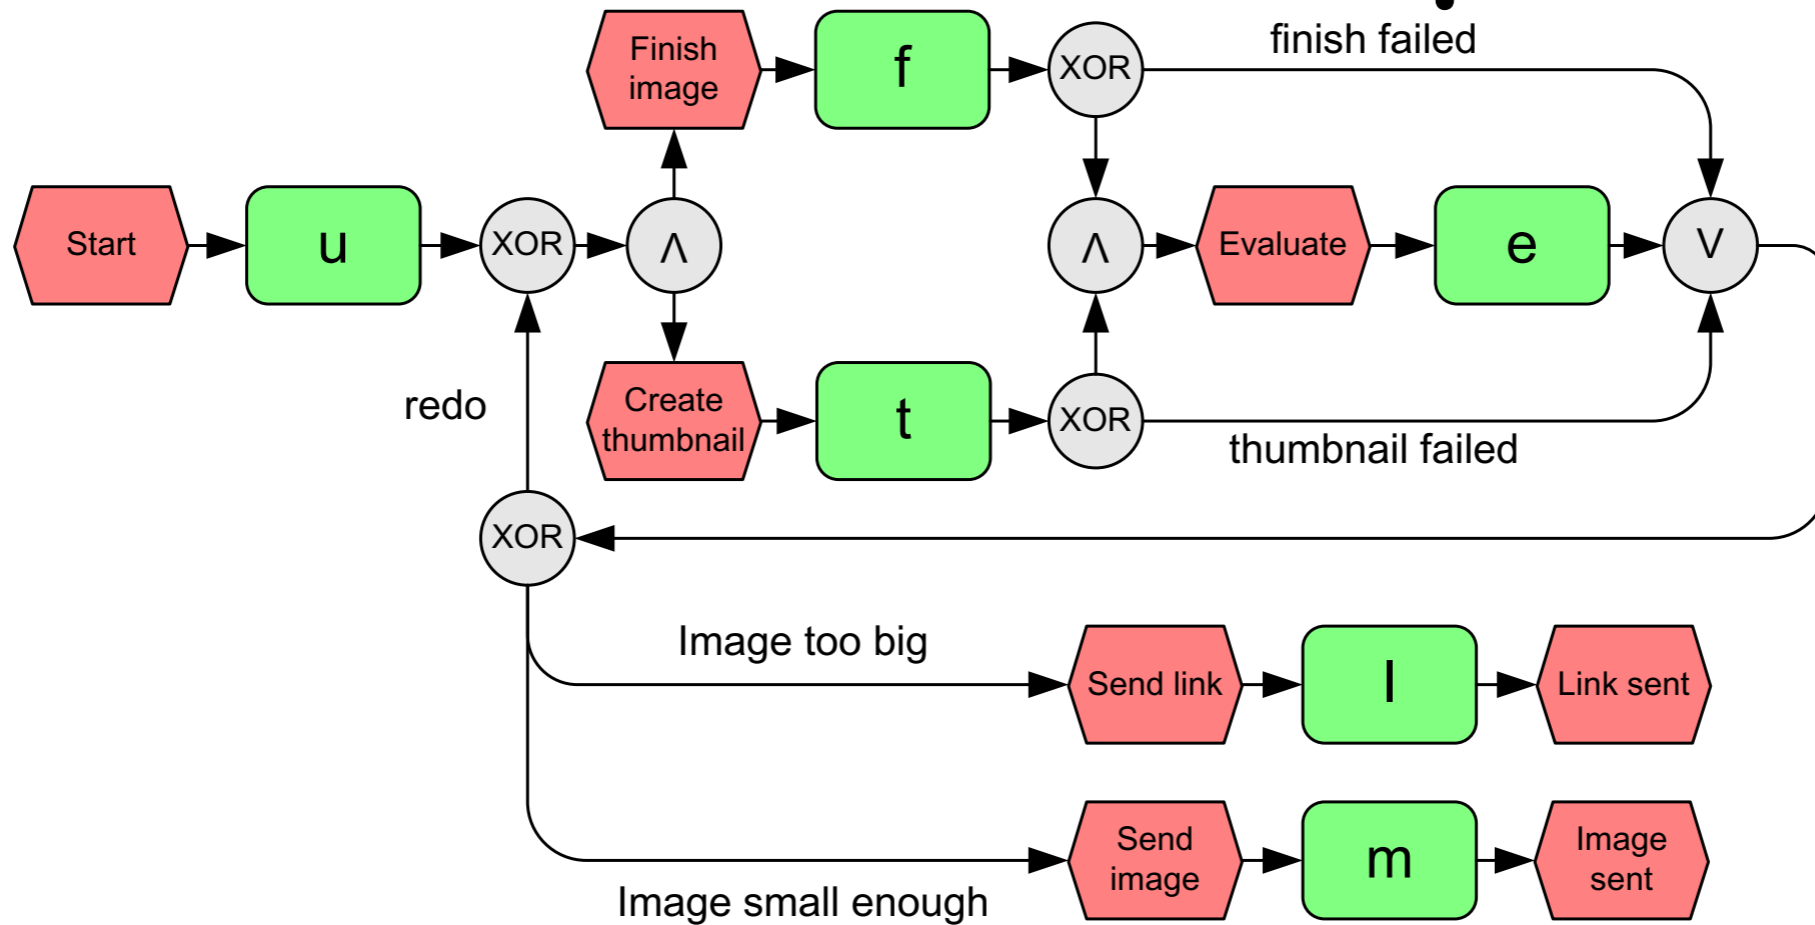 finish failed
Finish
image
f
XOR
Start
u
XOR
Λ
Λ
Evaluate
e
V
redo
Create
thumbnail
t
XOR
thumbnail failed
XOR
Image too big
Send link
l
Link sent
Send
image
m
Image
sent
Image small enough